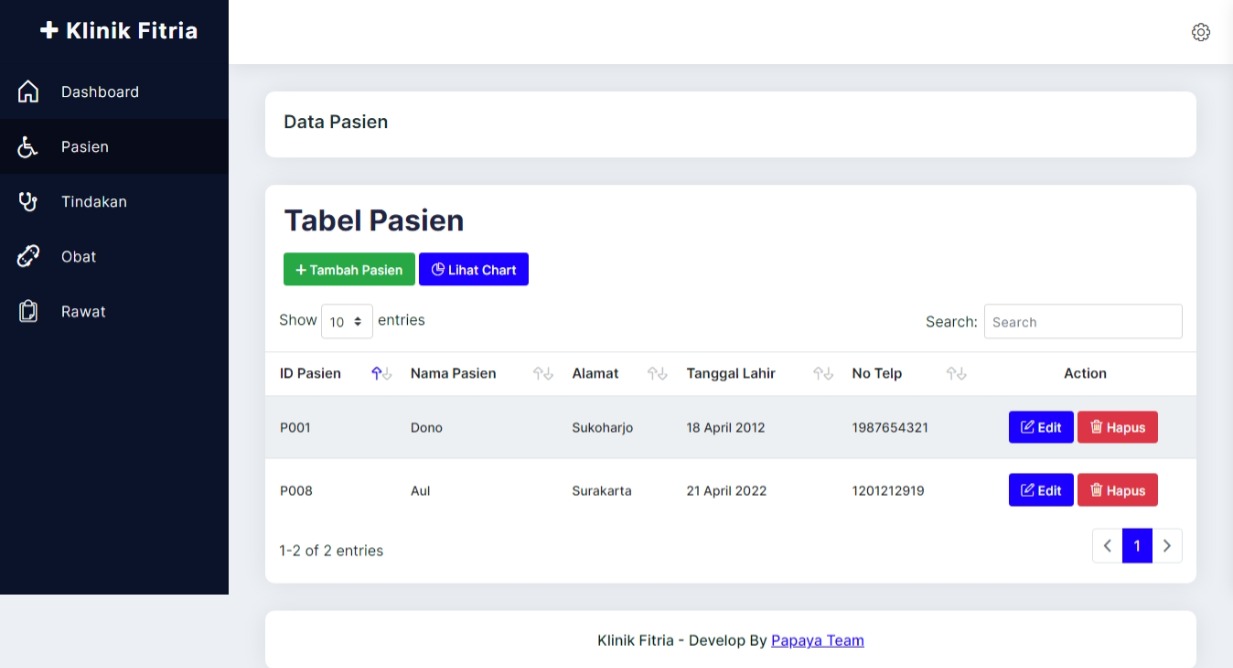 Klinik Fitria
Dashboard
Pasien
Tindakan
Obat
Rawat
Data Pasien
Tabel Pasien
+ Tambah Pasien Lihat Chart
Show 10 entries Search: Search
ID Pasien Nama Pasien Alamat Tanggal Lahir No Telp Action
P001 Dono Sukoharjo 18 April 2012 1987654321 Edit Hapus
P008 Aul Surakarta 21 April 2022 1201212919 Edit Hapus
1-2 of 2 entries < 1 >
Klinik Fitria - Develop By Papaya Team